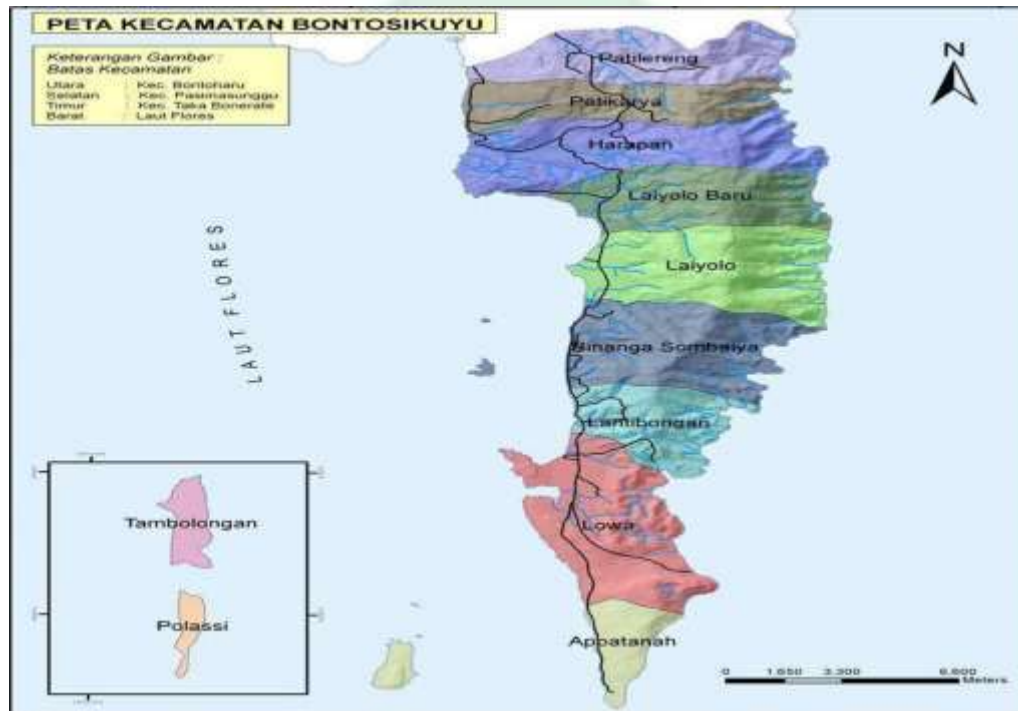 PETA KECAMATAN BONTOSIKUYU
Keterangan Gambar :
Batas Kecamatan:
Utara : Kec. Bontoharu
Selatan : Kec. Pasimasunggu
Timur : Kec. Taka Bonerate
Barat : Laut Flores
N
Patilereng
Patikarya
Harapan
Laiyolo Baru
Laiyolo
Binanga Sombaiya
Lantibongan
Lowa
Appatanah
LAUT FLORES
Tambolongan
Polassi
0 1.650 3.300 6.600
Meters